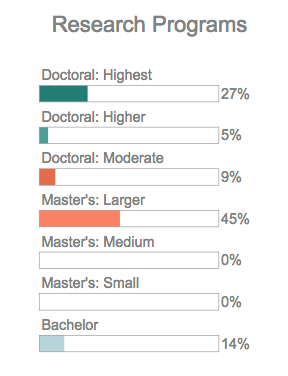 Research Programs
Doctoral: Highest
27%
Doctoral: Higher
5%
Doctoral: Moderate
9%
Master's: Larger
45%
Master's: Medium
0%
Master's: Small
0%
Bachelor
14%